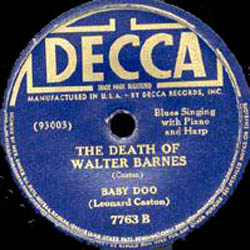 DECCA
TRADE MARK REGISTERED
MANUFACTURED IN U.S.A. - BY DECCA RECORDS, INC.
(93003)
Blues Singing
with Piano
and Harp
THE DEATH OF
WALTER BARNES
(Caston)
BABY DOO
(Leonard Caston)
7763 B